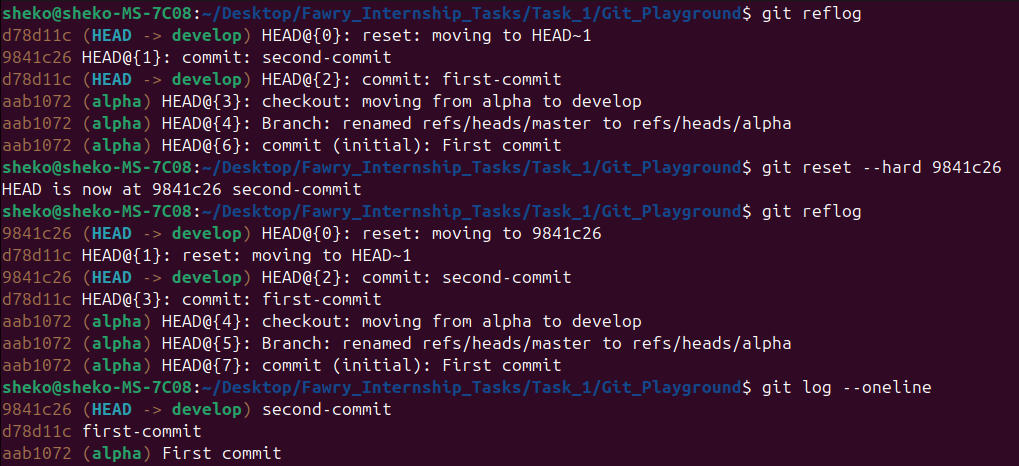 sheko@sheko-MS-7C08:~/Desktop/Fawry_Internship_Tasks/Task_1/Git_Playground$ git reflog
d78d11c (HEAD -> develop) HEAD@{0}: reset: moving to HEAD~1
9841c26 HEAD@{1}: commit: second-commit
d78d11c (HEAD -> develop) HEAD@{2}: commit: first-commit
aab1072 (alpha) HEAD@{3}: checkout: moving from alpha to develop
aab1072 (alpha) HEAD@{4}: Branch: renamed refs/heads/master to refs/heads/alpha
aab1072 (alpha) HEAD@{6}: commit (initial): First commit
sheko@sheko-MS-7C08:~/Desktop/Fawry_Internship_Tasks/Task_1/Git_Playground$ git reset --hard 9841c26
HEAD is now at 9841c26 second-commit
sheko@sheko-MS-7C08:~/Desktop/Fawry_Internship_Tasks/Task_1/Git_Playground$ git reflog
9841c26 (HEAD -> develop) HEAD@{0}: reset: moving to 9841c26
d78d11c HEAD@{1}: reset: moving to HEAD~1
9841c26 (HEAD -> develop) HEAD@{2}: commit: second-commit
d78d11c HEAD@{3}: commit: first-commit
aab1072 (alpha) HEAD@{4}: checkout: moving from alpha to develop
aab1072 (alpha) HEAD@{5}: Branch: renamed refs/heads/master to refs/heads/alpha
aab1072 (alpha) HEAD@{7}: commit (initial): First commit
sheko@sheko-MS-7C08:~/Desktop/Fawry_Internship_Tasks/Task_1/Git_Playground$ git log --oneline
9841c26 (HEAD -> develop) second-commit
d78d11c first-commit
aab1072 (alpha) First commit